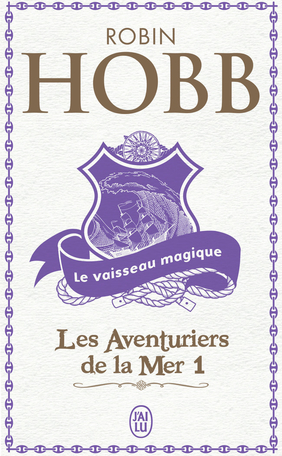 ROBIN
HOBB
Le vaisseau magique
Les Aventuriers
de la Mer 1
J'AI
LU